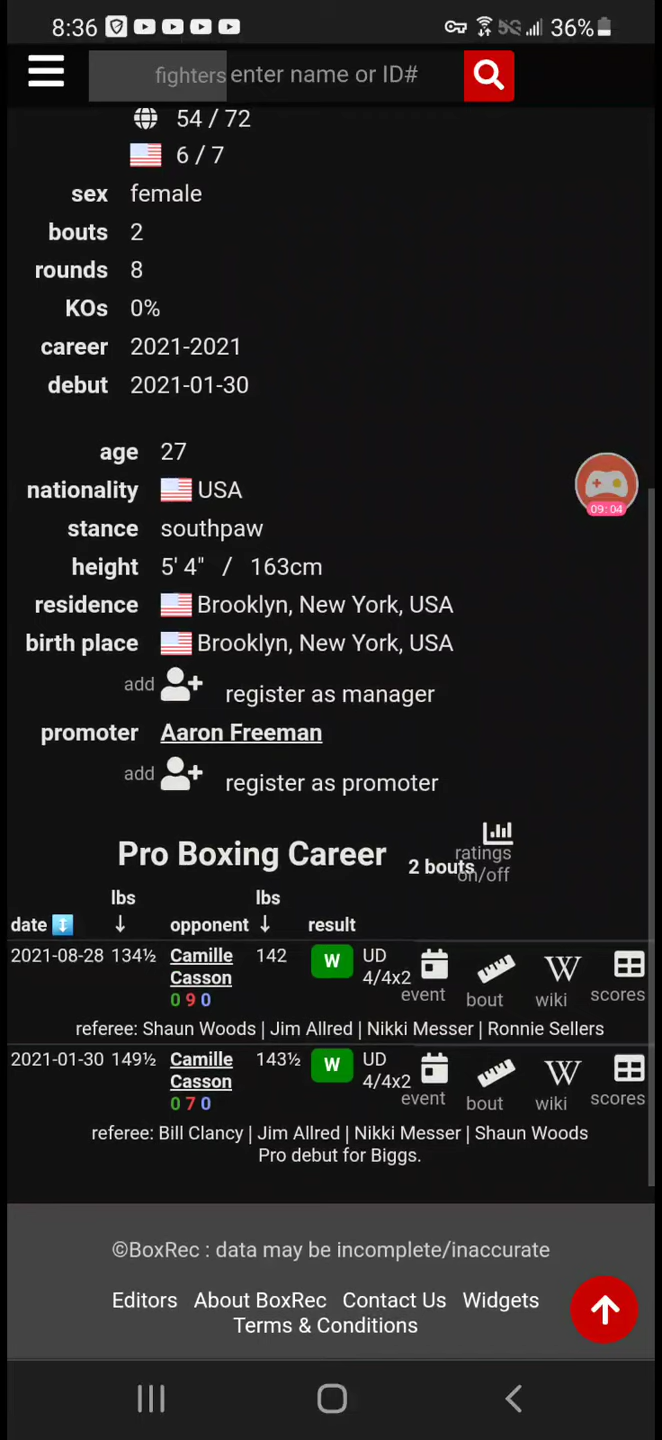 8:36 5G 36%
fighters enter name or ID#
54 / 72
6 / 7
sex female
bouts 2
rounds 8
KOs 0%
career 2021-2021
debut 2021-01-30
age 27
nationality USA
stance southpaw
09:04
height 5' 4" / 163cm
residence Brooklyn, New York, USA
birth place Brooklyn, New York, USA
add register as manager
promoter Aaron Freeman
add register as promoter
Pro Boxing Career 2 bouts ratings on/off
lbs lbs
date ↕ ↓ opponent ↓ result
2021-08-28 134½ Camille 142 W UD
Casson 4/4x2
0 9 0 event bout wiki scores
referee: Shaun Woods | Jim Allred | Nikki Messer | Ronnie Sellers
2021-01-30 149½ Camille 143½ W UD
Casson 4/4x2
0 7 0 event bout wiki scores
referee: Bill Clancy | Jim Allred | Nikki Messer | Shaun Woods
Pro debut for Biggs.
©BoxRec : data may be incomplete/inaccurate
Editors About BoxRec Contact Us Widgets
Terms & Conditions